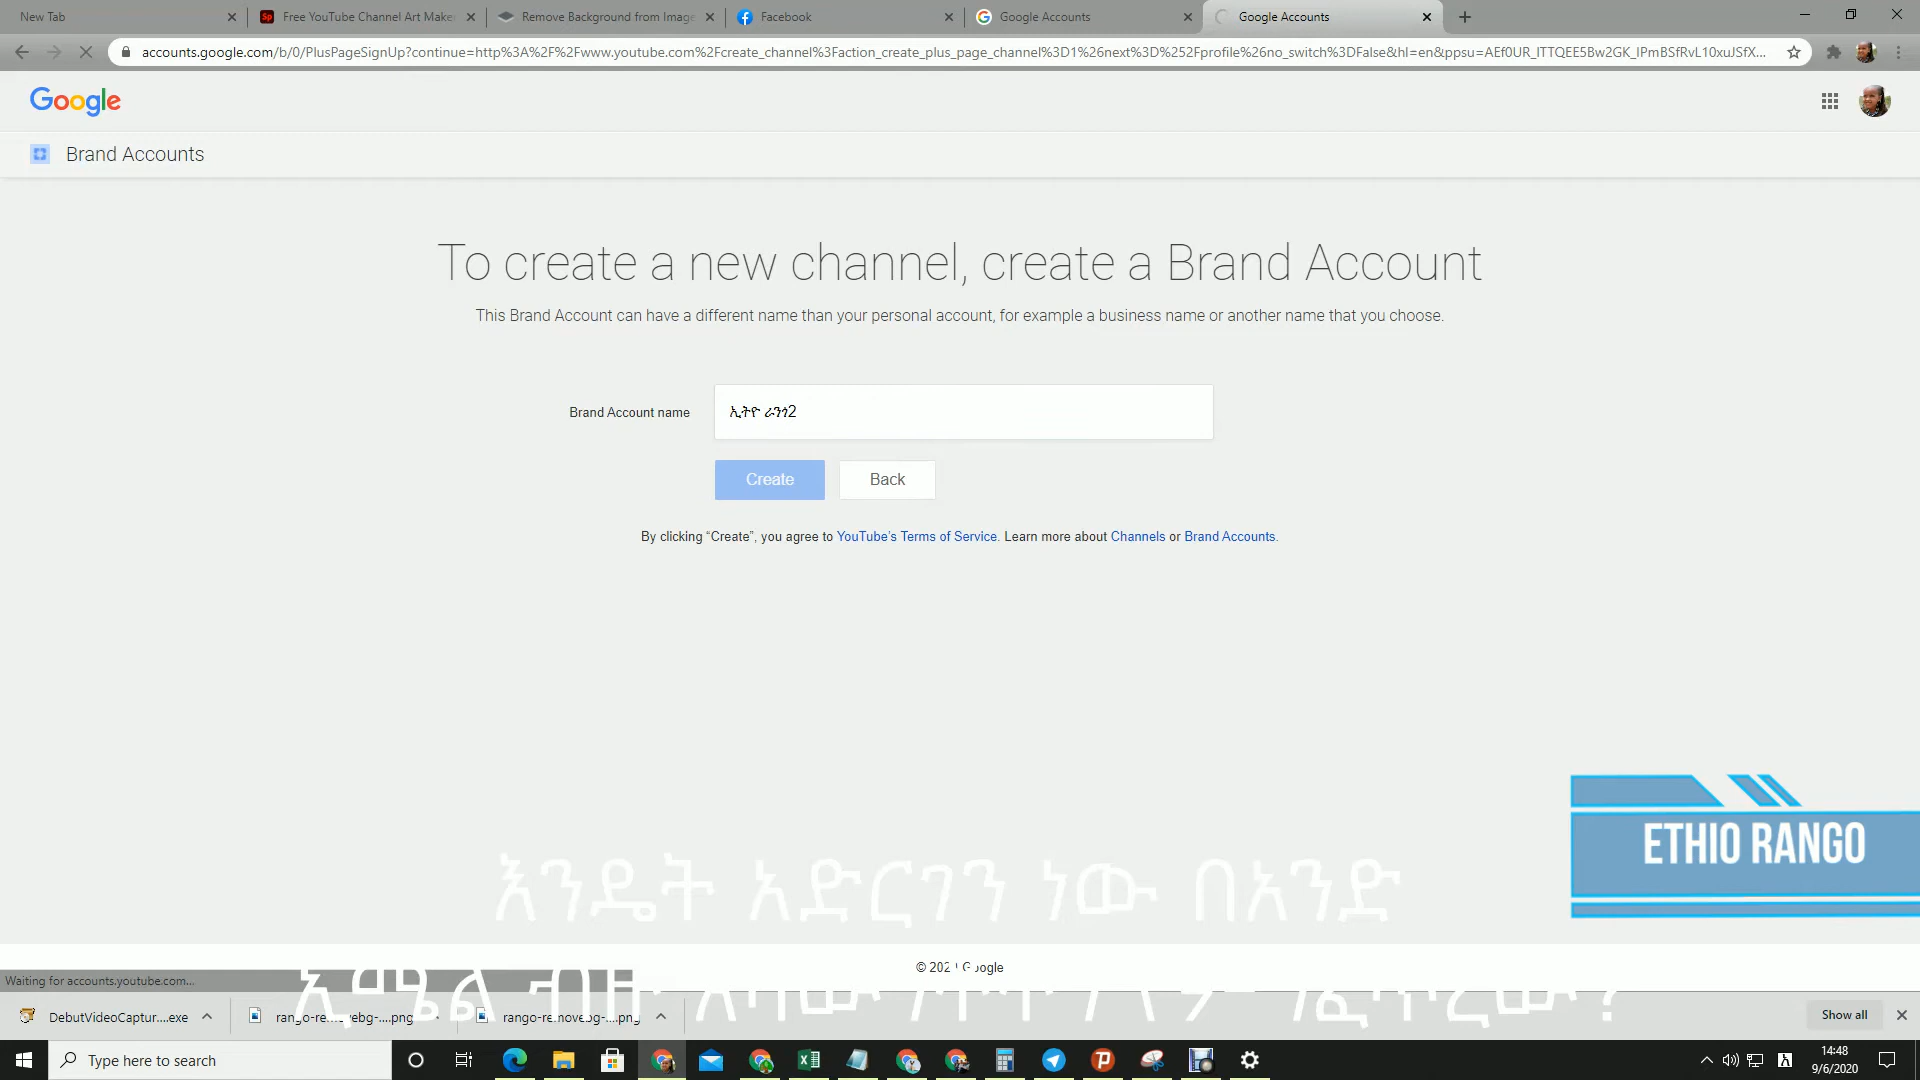 New Tab
Free YouTube Channel Art Maker
Remove Background from Image
Facebook
Google Accounts
Google Accounts
accounts.google.com/b/0/PlusPageSignUp?continue=http%3A%2F%2Fwww.youtube.com%2Fcreate_channel%3Faction_create_plus_page_channel%3D1%26next%3D%252Fprofile%26no_switch%3DFalse&hl=en&ppsu=AEf0UR_ITTQEE5Bw2GK_IPmBSfRvL10xuJSfX...
Google
Brand Accounts
To create a new channel, create a Brand Account
This Brand Account can have a different name than your personal account, for example a business name or another name that you choose.
Brand Account name
ኢትዮ ራንጎ2
Create
Back
By clicking “Create”, you agree to YouTube's Terms of Service. Learn more about Channels or Brand Accounts.
ETHIO RANGO
እንዴት አድርገን ነው በአንድ
ኢሜል ብዙ
Google
Waiting for accounts.youtube.com...
DebutVideoCaptur....exe
Show all
Type here to search
14:48
9/6/2020